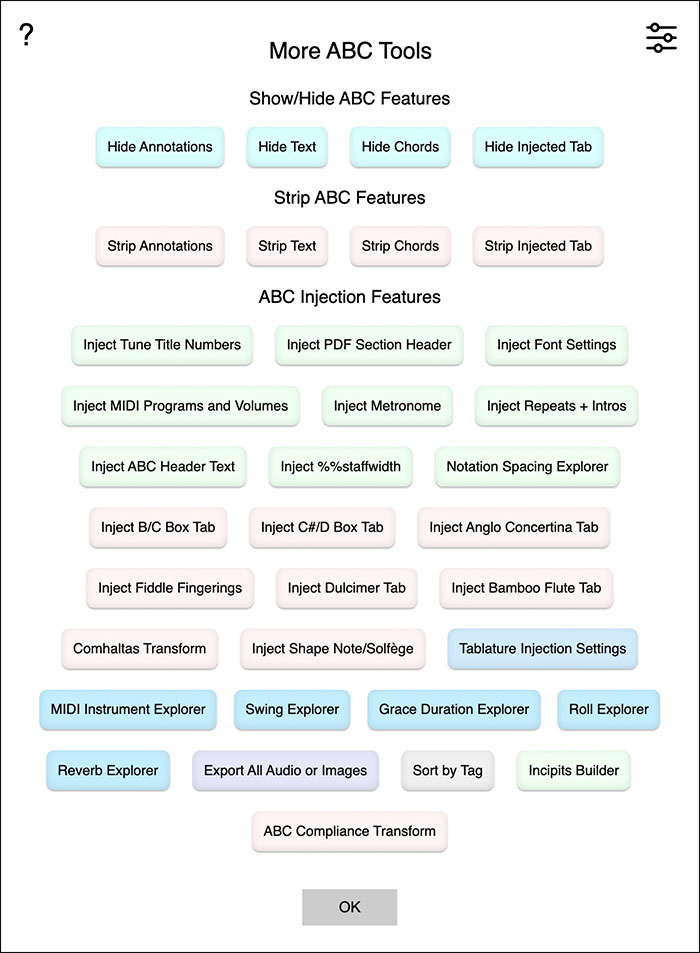 ?
More ABC Tools
Show/Hide ABC Features
Hide Annotations Hide Text Hide Chords Hide Injected Tab
Strip ABC Features
Strip Annotations Strip Text Strip Chords Strip Injected Tab
ABC Injection Features
Inject Tune Title Numbers Inject PDF Section Header Inject Font Settings
Inject MIDI Programs and Volumes Inject Metronome Inject Repeats + Intros
Inject ABC Header Text Inject %%staffwidth Notation Spacing Explorer
Inject B/C Box Tab Inject C#/D Box Tab Inject Anglo Concertina Tab
Inject Fiddle Fingerings Inject Dulcimer Tab Inject Bamboo Flute Tab
Comhaltas Transform Inject Shape Note/Solfège Tablature Injection Settings
MIDI Instrument Explorer Swing Explorer Grace Duration Explorer Roll Explorer
Reverb Explorer Export All Audio or Images Sort by Tag Incipits Builder
ABC Compliance Transform
OK